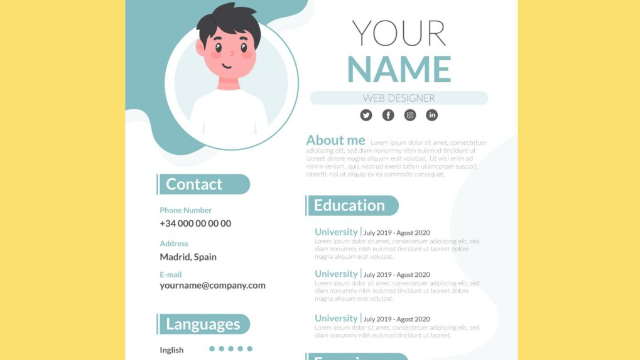 YOUR
NAME
WEB DESIGNER
About me Lorem ipsum dolor sit amet, consectetuer
adipiscing elit, sed diam nonummy nibh euismod tincidunt ut
laoreet dolore magna aliquam erat volutpat. Ut wisi enim ad
minim veniam, quis nostrud exerci tation ullamcorper suscipit
lobortis nisl ut aliquip ex ea commodo consequat.
Contact
Phone Number
+34 000 00 00 00
Address
Madrid, Spain
E-mail
yourname@company.com
Languages
Inglish
Education
University | July 2019 - Agost 2020
Lorem ipsum dolor sit amet, consectetuer adipiscing elit, sed
diam nonummy nibh euismod tincidunt ut laoreet dolore
magna aliquam erat volutpat.
University | July 2019 - Agost 2020
Lorem ipsum dolor sit amet, consectetuer adipiscing elit, sed
diam nonummy nibh euismod tincidunt ut laoreet dolore
magna aliquam erat volutpat.
University | July 2019 - Agost 2020
Lorem ipsum dolor sit amet, consectetuer adipiscing elit, sed
diam nonummy nibh euismod tincidunt ut laoreet dolore
magna aliquam erat volutpat.